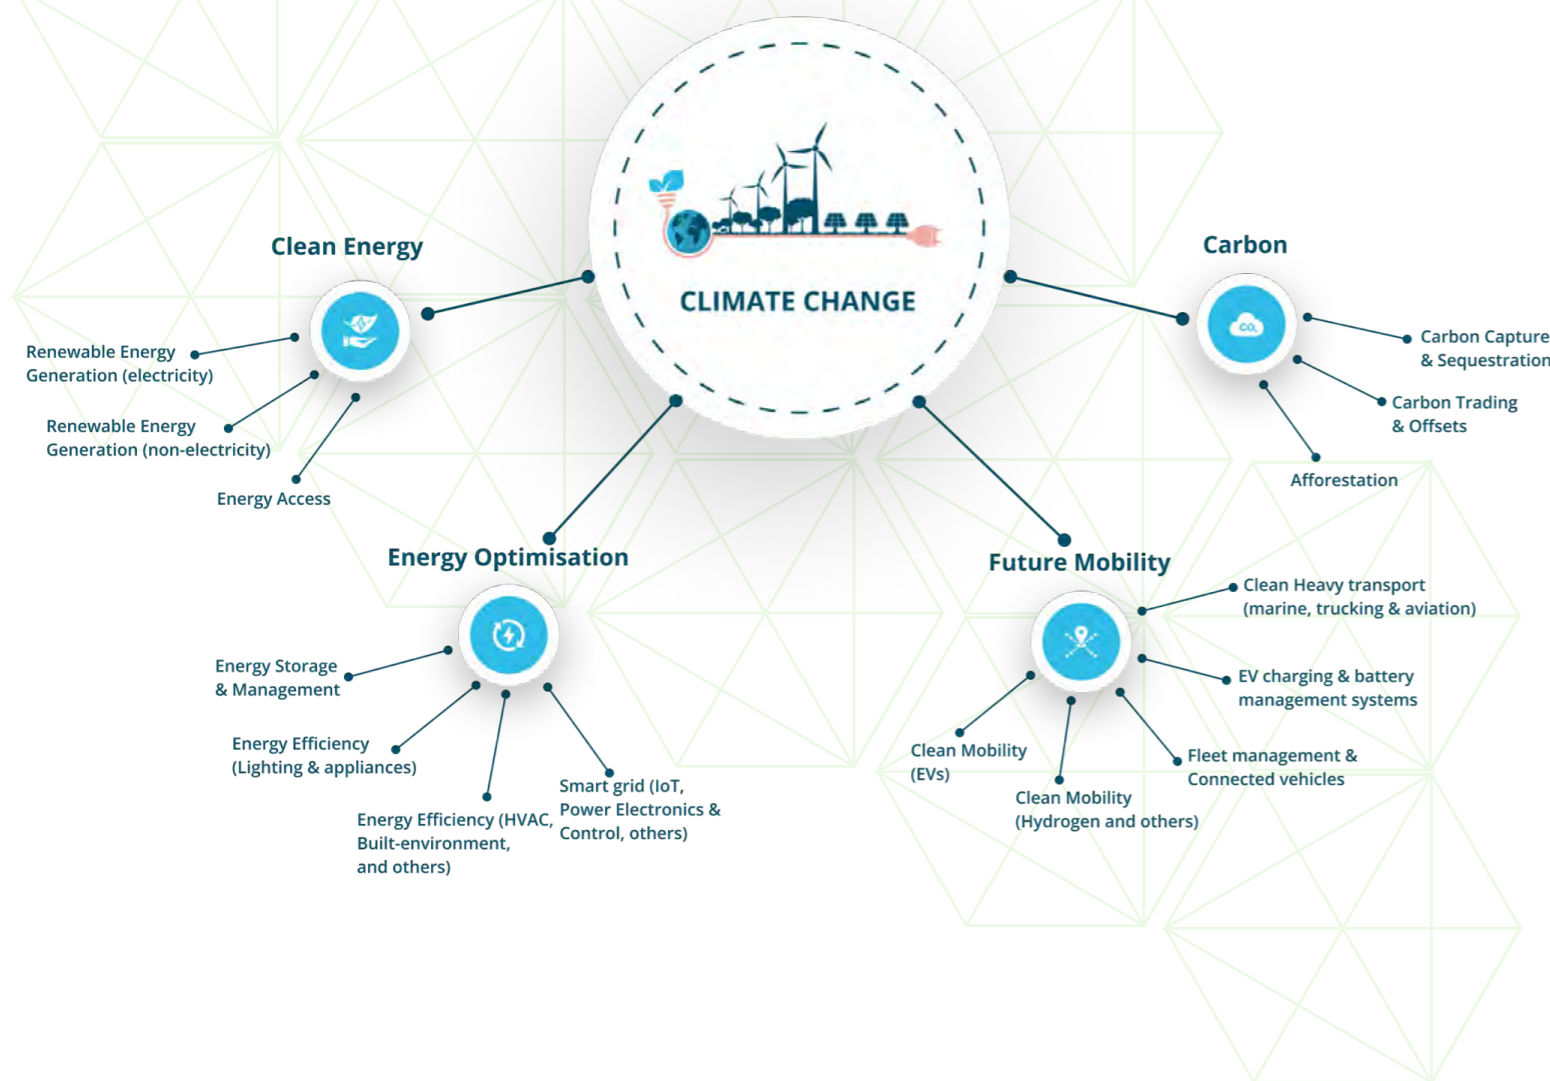 CLIMATE CHANGE
Clean Energy
Renewable Energy
Generation (electricity)
Renewable Energy
Generation (non-electricity)
Energy Access
Energy Optimisation
Energy Storage
& Management
Energy Efficiency
(Lighting & appliances)
Energy Efficiency (HVAC,
Built-environment,
and others)
Smart grid (IoT,
Power Electronics &
Control, others)
Future Mobility
Clean Mobility
(EVs)
Clean Mobility
(Hydrogen and others)
Fleet management &
Connected vehicles
EV charging & battery
management systems
Clean Heavy transport
(marine, trucking & aviation)
Carbon
CO₂
Carbon Capture
& Sequestration
Carbon Trading
& Offsets
Afforestation